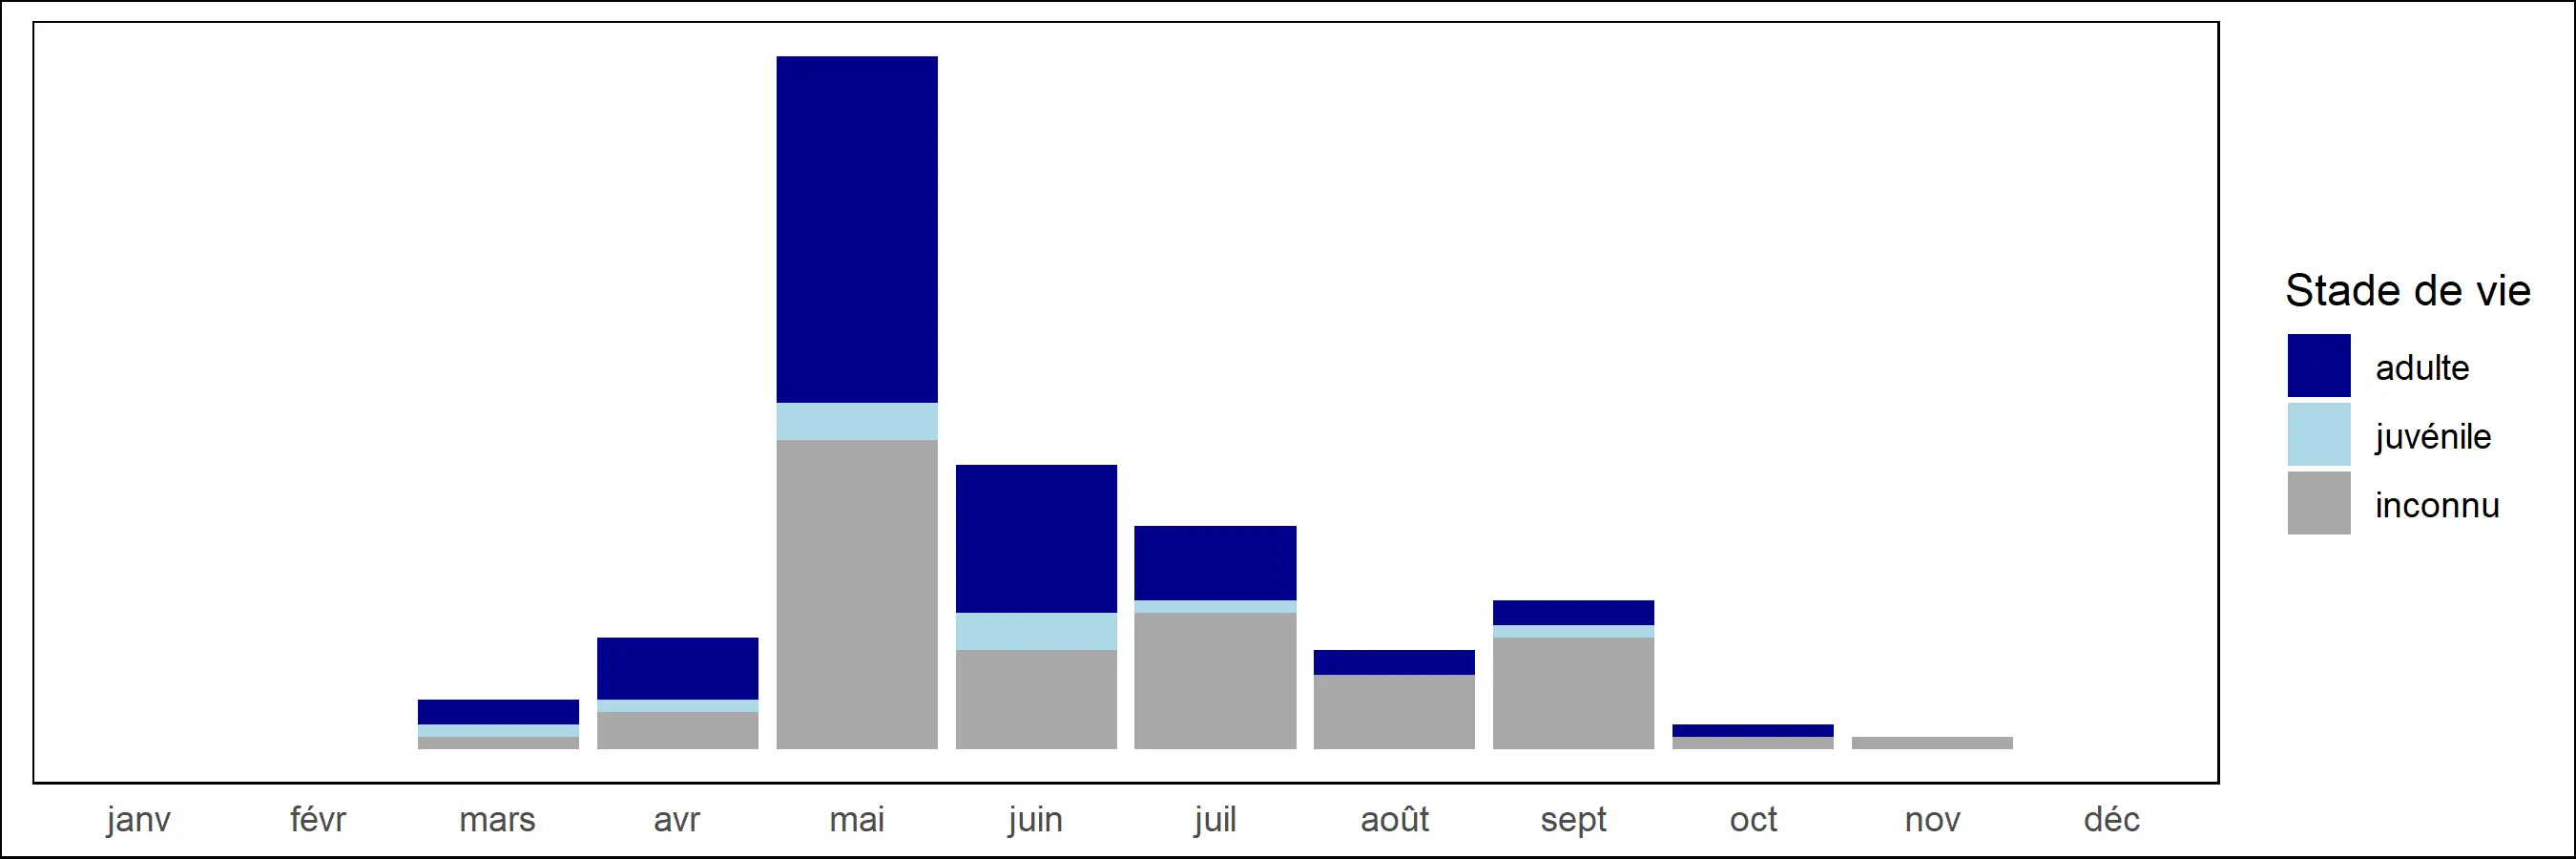 Stade de vie
adulte
juvénile
inconnu
janv févr mars avr mai juin juil août sept oct nov déc